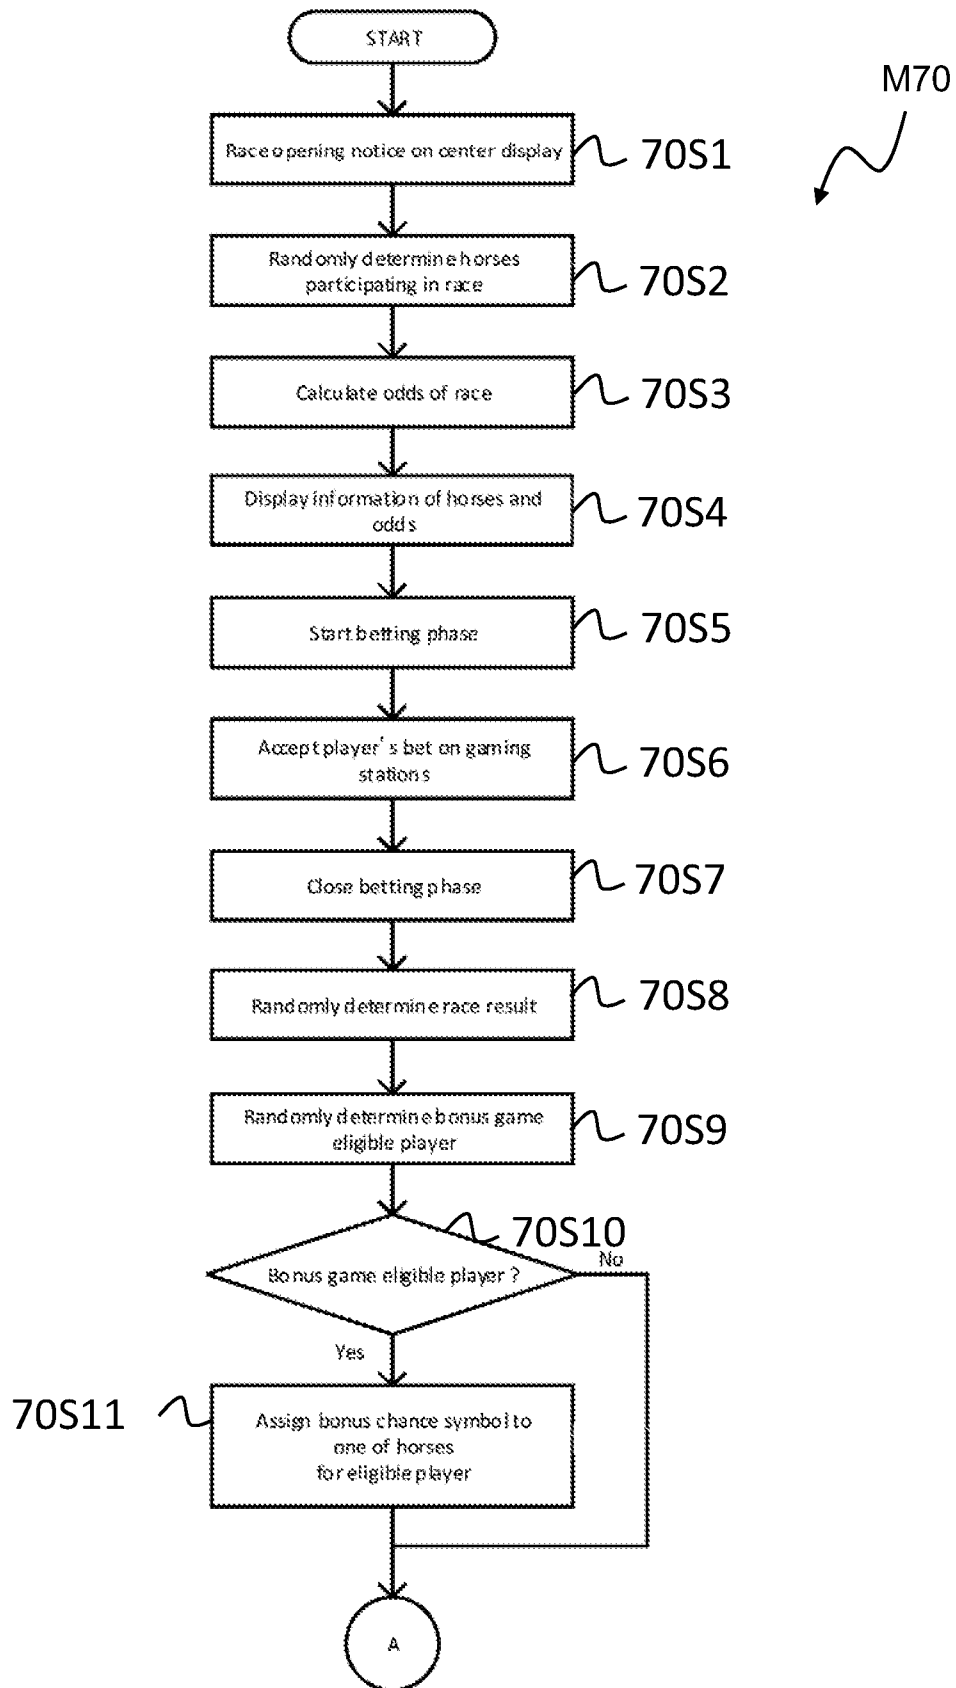 START
M70
Race opening notice on center display
70S1
Randomly determine horses
participating in race
70S2
Calculate odds of race
70S3
Display information of horses and
odds
70S4
Start betting phase
70S5
Accept player's bet on gaming
stations
70S6
Close betting phase
70S7
Randomly determine race result
70S8
Randomly determine bonus game
eligible player
70S9
70S10
Bonus game eligible player ?
No
Yes
70S11
Assign bonus chance symbol to
one of horses
for eligible player
A